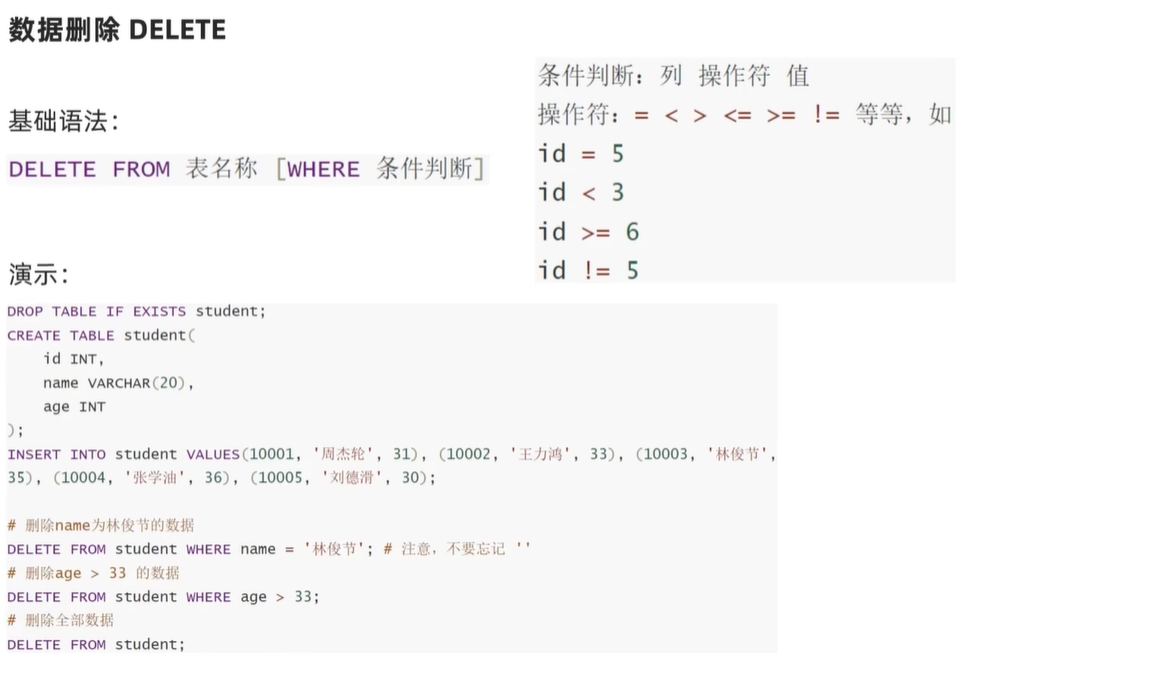 数据删除 DELETE
基础语法：
DELETE FROM 表名称 [WHERE 条件判断]
条件判断：列 操作符 值
操作符：= < > <= >= != 等等，如
id = 5
id < 3
id >= 6
id != 5
演示：
DROP TABLE IF EXISTS student;
CREATE TABLE student(
id INT,
name VARCHAR(20),
age INT
);
INSERT INTO student VALUES(10001, '周杰轮', 31), (10002, '王力鸿', 33), (10003, '林俊节',
35), (10004, '张学油', 36), (10005, '刘德滑', 30);
# 删除name为林俊节的数据
DELETE FROM student WHERE name = '林俊节'; # 注意，不要忘记 ''
# 删除age > 33 的数据
DELETE FROM student WHERE age > 33;
# 删除全部数据
DELETE FROM student;